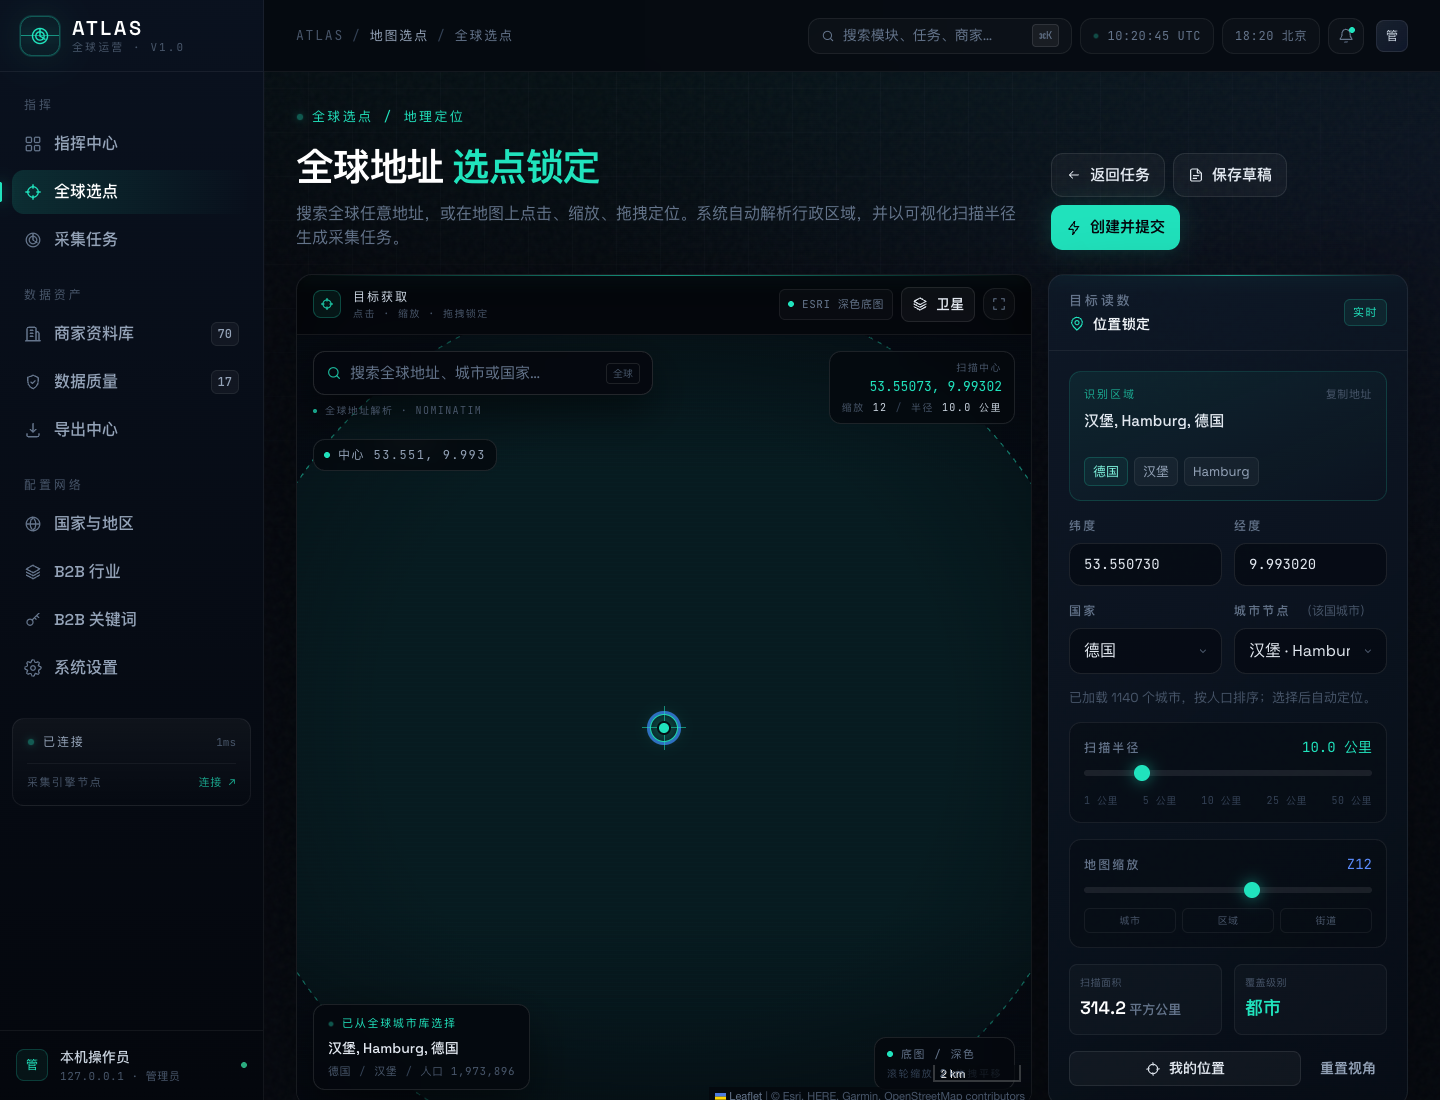 ATLAS
全球运营 · V1.0
指挥
指挥中心
全球选点
采集任务
数据资产
商家资料库 70
数据质量 17
导出中心
配置网络
国家与地区
B2B 行业
B2B 关键词
系统设置
已连接 1ms
采集引擎节点 连接 ↗
管 本机操作员
127.0.0.1 · 管理员
ATLAS / 地图选点 / 全球选点
搜索模块、任务、商家... ⌘K
10:20:45 UTC
18:20 北京
管
全球选点 / 地理定位
全球地址 选点锁定
搜索全球任意地址，或在地图上点击、缩放、拖拽定位。系统自动解析行政区域，并以可视化扫描半径
生成采集任务。
← 返回任务
保存草稿
创建并提交
目标获取
点击 · 缩放 · 拖拽锁定
ESRI 深色底图
卫星
搜索全球地址、城市或国家... 全球
全球地址解析 · NOMINATIM
中心 53.551, 9.993
扫描中心
53.55073, 9.99302
缩放 12 / 半径 10.0 公里
已从全球城市库选择
汉堡, Hamburg, 德国
德国 / 汉堡 / 人口 1,973,896
底图 / 深色
滚轮缩放
2 km
Leaflet | © Esri, HERE, Garmin, OpenStreetMap contributors
目标读数
位置锁定
实时
识别区域 复制地址
汉堡, Hamburg, 德国
德国 汉堡 Hamburg
纬度 经度
53.550730 9.993020
国家 城市节点 （该国城市）
德国 汉堡 · Hambur
已加载 1140 个城市，按人口排序；选择后自动定位。
扫描半径 10.0 公里
1 公里 5 公里 10 公里 25 公里 50 公里
地图缩放 Z12
城市 区域 街道
扫描面积 覆盖级别
314.2 平方公里 都市
我的位置 重置视角